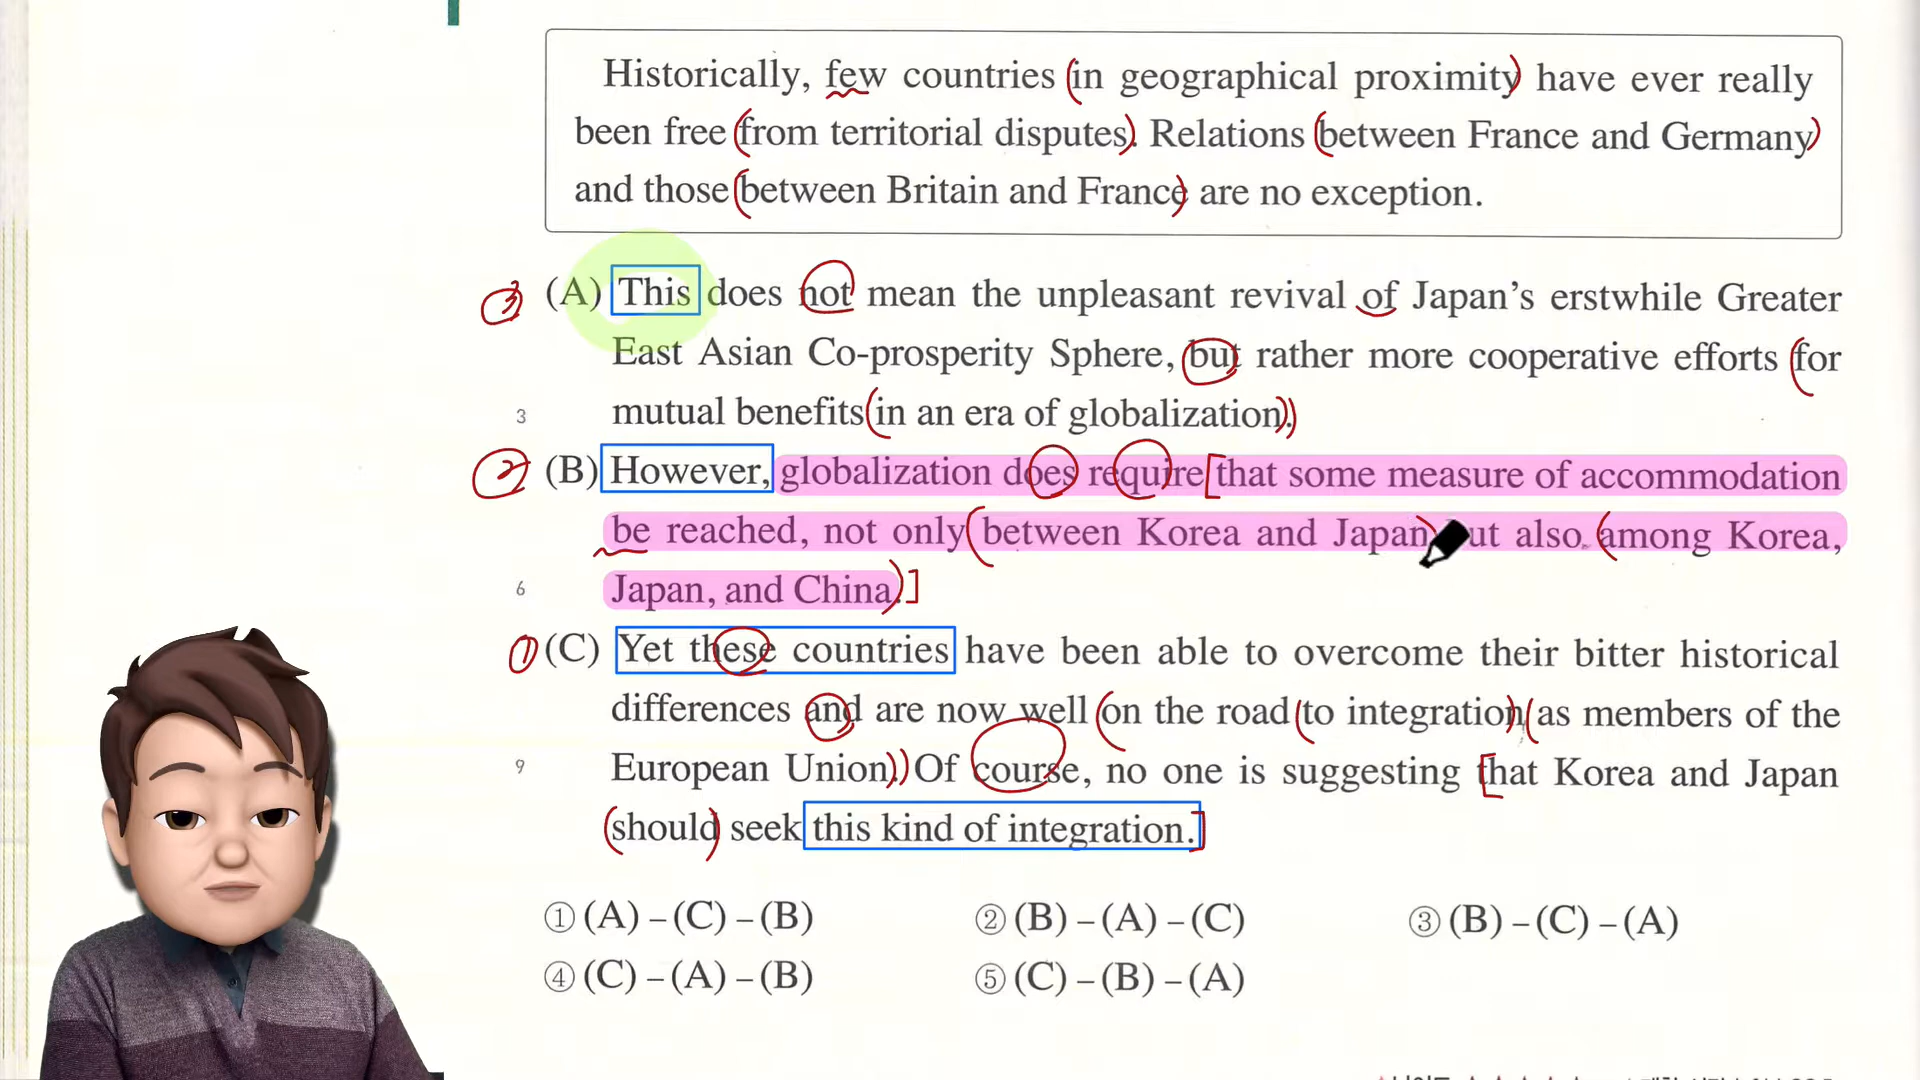 Historically, few countries in geographical proximity have ever really
been free from territorial disputes. Relations between France and Germany
and those between Britain and France are no exception.
③ (A) This does not mean the unpleasant revival of Japan's erstwhile Greater
East Asian Co-prosperity Sphere, but rather more cooperative efforts for
3 mutual benefits in an era of globalization.
② (B) However, globalization does require that some measure of accommodation
be reached, not only between Korea and Japan but also among Korea,
6 Japan, and China.
① (C) Yet these countries have been able to overcome their bitter historical
differences and are now well on the road to integration as members of the
9 European Union. Of course, no one is suggesting that Korea and Japan
should seek this kind of integration.
① (A) – (C) – (B) ② (B) – (A) – (C) ③ (B) – (C) – (A)
④ (C) – (A) – (B) ⑤ (C) – (B) – (A)